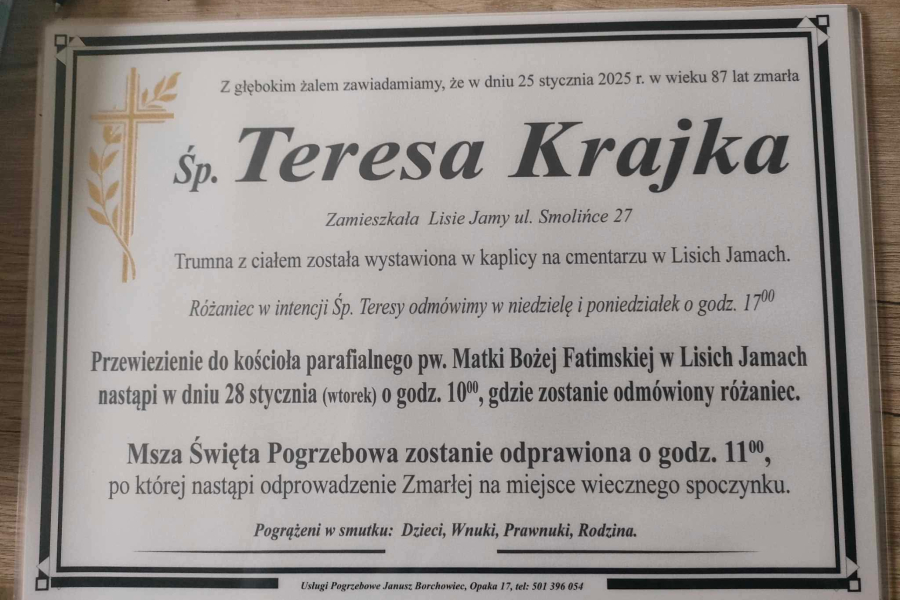 Z głębokim żalem zawiadamiamy, że w dniu 25 stycznia 2025 r. w wieku 87 lat zmarła
Śp. Teresa Krajka
Zamieszkała Lisie Jamy ul. Smolińce 27
Trumna z ciałem została wystawiona w kaplicy na cmentarzu w Lisich Jamach.
Różaniec w intencji Śp. Teresy odmówimy w niedzielę i poniedziałek o godz. 17⁰⁰
Przewiezienie do kościoła parafialnego pw. Matki Bożej Fatimskiej w Lisich Jamach
nastąpi w dniu 28 stycznia (wtorek) o godz. 10⁰⁰, gdzie zostanie odmówiony różaniec.
Msza Święta Pogrzebowa zostanie odprawiona o godz. 11⁰⁰,
po której nastąpi odprowadzenie Zmarłej na miejsce wiecznego spoczynku.
Pogrążeni w smutku: Dzieci, Wnuki, Prawnuki, Rodzina.
Usługi Pogrzebowe Janusz Borchowiec, Opaka 17, tel: 501 396 054